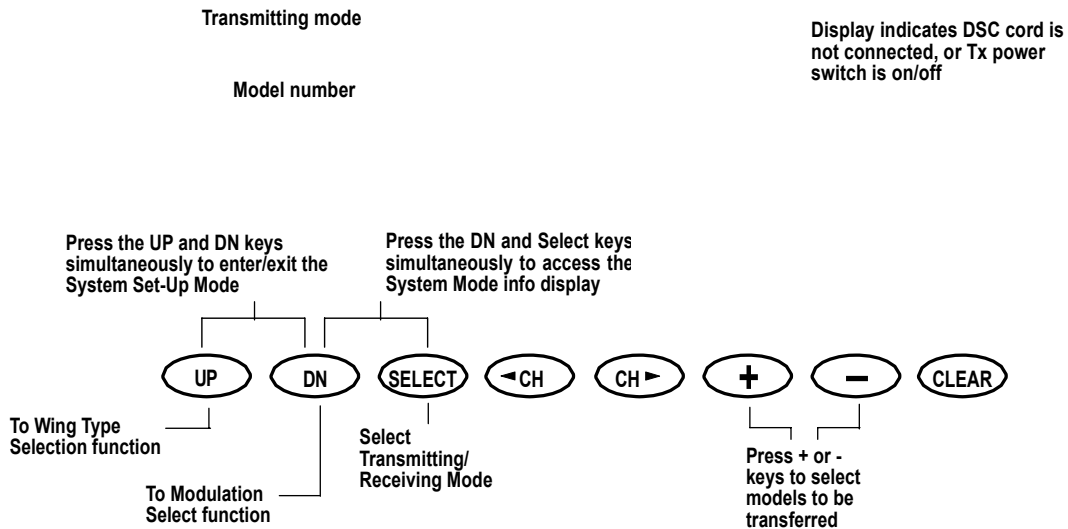 Transmitting mode
Display indicates DSC cord is
not connected, or Tx power
switch is on/off
Model number
Press the UP and DN keys
simultaneously to enter/exit the
System Set-Up Mode
Press the DN and Select keys
simultaneously to access the
System Mode info display
UP
DN
SELECT
◄CH
CH►
+
−
CLEAR
To Wing Type
Selection function
Select
Transmitting/
Receiving Mode
Press + or -
keys to select
models to be
transferred
To Modulation
Select function